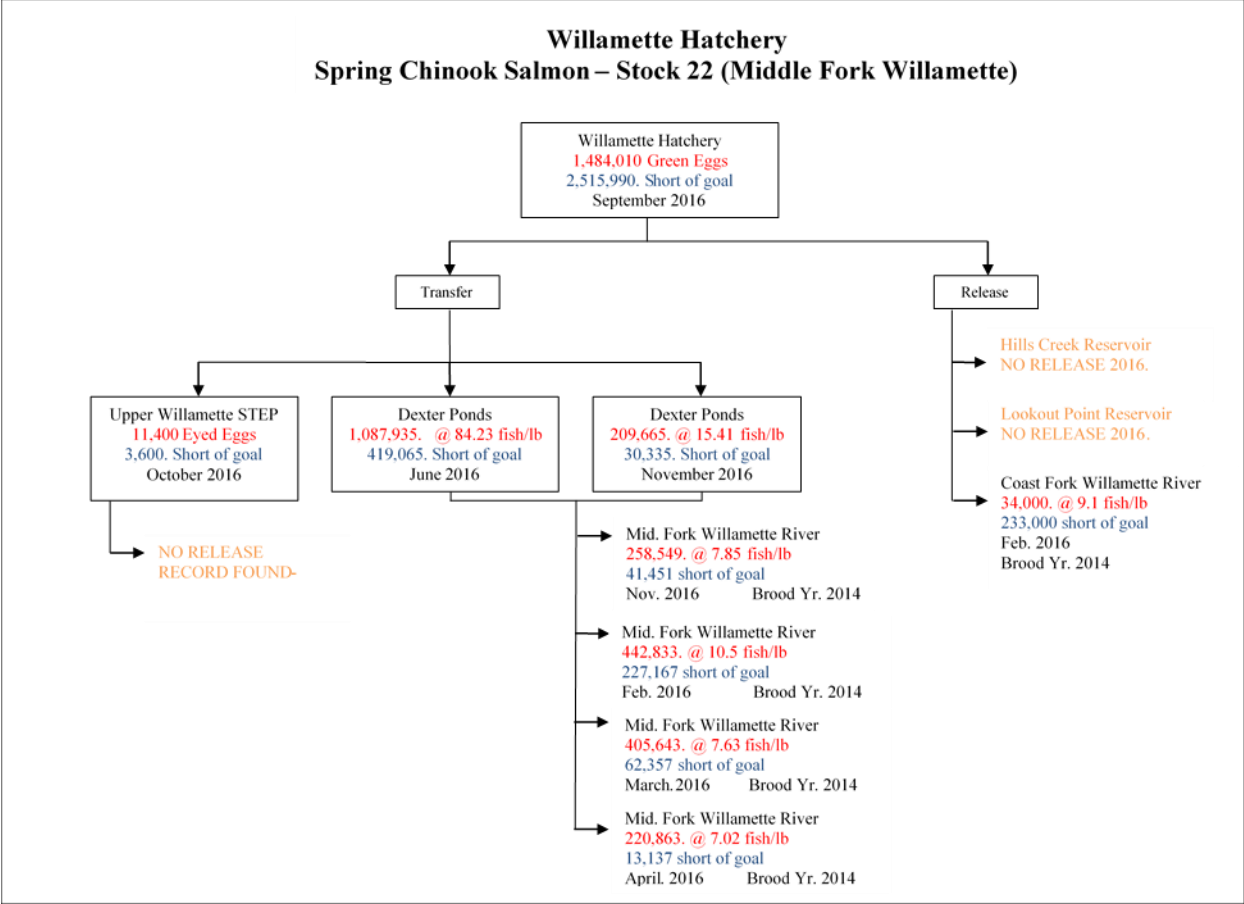 Willamette Hatchery
Spring Chinook Salmon – Stock 22 (Middle Fork Willamette)
Willamette Hatchery
1,484,010 Green Eggs
2,515,990. Short of goal
September 2016
Transfer
Release
Upper Willamette STEP
11,400 Eyed Eggs
3,600. Short of goal
October 2016
NO RELEASE
RECORD FOUND-
Dexter Ponds
1,087,935. @ 84.23 fish/lb
419,065. Short of goal
June 2016
Dexter Ponds
209,665. @ 15.41 fish/lb
30,335. Short of goal
November 2016
Mid. Fork Willamette River
258,549. @ 7.85 fish/lb
41,451 short of goal
Nov. 2016 Brood Yr. 2014
Mid. Fork Willamette River
442,833. @ 10.5 fish/lb
227,167 short of goal
Feb. 2016 Brood Yr. 2014
Mid. Fork Willamette River
405,643. @ 7.63 fish/lb
62,357 short of goal
March. 2016 Brood Yr. 2014
Mid. Fork Willamette River
220,863. @ 7.02 fish/lb
13,137 short of goal
April. 2016 Brood Yr. 2014
Hills Creek Reservoir
NO RELEASE 2016.
Lookout Point Reservoir
NO RELEASE 2016.
Coast Fork Willamette River
34,000. @ 9.1 fish/lb
233,000 short of goal
Feb. 2016
Brood Yr. 2014